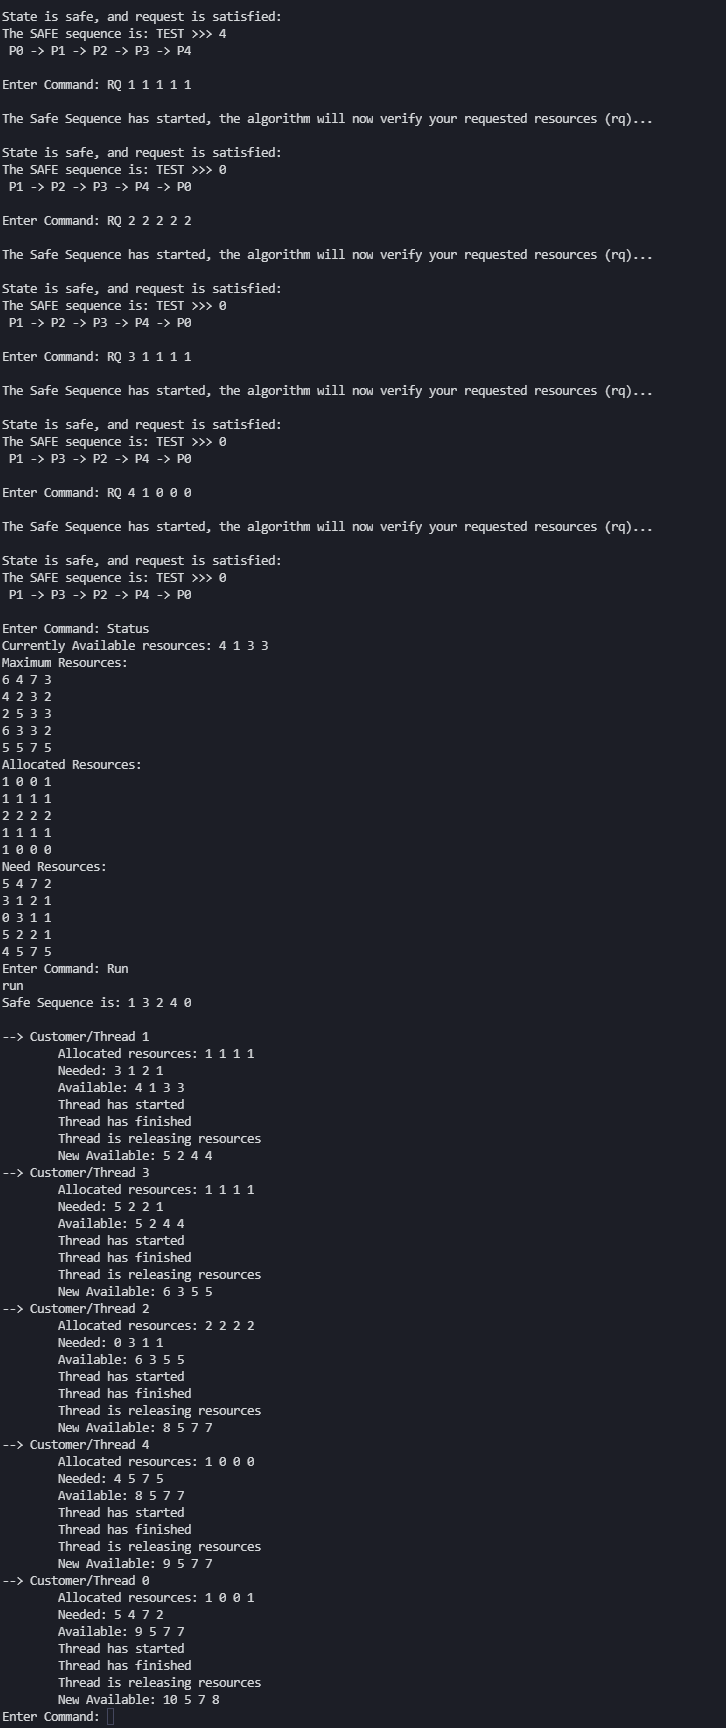 State is safe, and request is satisfied:
The SAFE sequence is: TEST >>> 4
P0 -> P1 -> P2 -> P3 -> P4
Enter Command: RQ 1 1 1 1 1
The Safe Sequence has started, the algorithm will now verify your requested resources (rq)...
State is safe, and request is satisfied:
The SAFE sequence is: TEST >>> 0
P1 -> P2 -> P3 -> P4 -> P0
Enter Command: RQ 2 2 2 2 2
The Safe Sequence has started, the algorithm will now verify your requested resources (rq)...
State is safe, and request is satisfied:
The SAFE sequence is: TEST >>> 0
P1 -> P2 -> P3 -> P4 -> P0
Enter Command: RQ 3 1 1 1 1
The Safe Sequence has started, the algorithm will now verify your requested resources (rq)...
State is safe, and request is satisfied:
The SAFE sequence is: TEST >>> 0
P1 -> P3 -> P2 -> P4 -> P0
Enter Command: RQ 4 1 0 0 0
The Safe Sequence has started, the algorithm will now verify your requested resources (rq)...
State is safe, and request is satisfied:
The SAFE sequence is: TEST >>> 0
P1 -> P3 -> P2 -> P4 -> P0
Enter Command: Status
Currently Available resources: 4 1 3 3
Maximum Resources:
6 4 7 3
4 2 3 2
2 5 3 3
6 3 3 2
5 5 7 5
Allocated Resources:
1 0 0 1
1 1 1 1
2 2 2 2
1 1 1 1
1 0 0 0
Need Resources:
5 4 7 2
3 1 2 1
0 3 1 1
5 2 2 1
4 5 7 5
Enter Command: Run
run
Safe Sequence is: 1 3 2 4 0
--> Customer/Thread 1
Allocated resources: 1 1 1 1
Needed: 3 1 2 1
Available: 4 1 3 3
Thread has started
Thread has finished
Thread is releasing resources
New Available: 5 2 4 4
--> Customer/Thread 3
Allocated resources: 1 1 1 1
Needed: 5 2 2 1
Available: 5 2 4 4
Thread has started
Thread has finished
Thread is releasing resources
New Available: 6 3 5 5
--> Customer/Thread 2
Allocated resources: 2 2 2 2
Needed: 0 3 1 1
Available: 6 3 5 5
Thread has started
Thread has finished
Thread is releasing resources
New Available: 8 5 7 7
--> Customer/Thread 4
Allocated resources: 1 0 0 0
Needed: 4 5 7 5
Available: 8 5 7 7
Thread has started
Thread has finished
Thread is releasing resources
New Available: 9 5 7 7
--> Customer/Thread 0
Allocated resources: 1 0 0 1
Needed: 5 4 7 2
Available: 9 5 7 7
Thread has started
Thread has finished
Thread is releasing resources
New Available: 10 5 7 8
Enter Command: